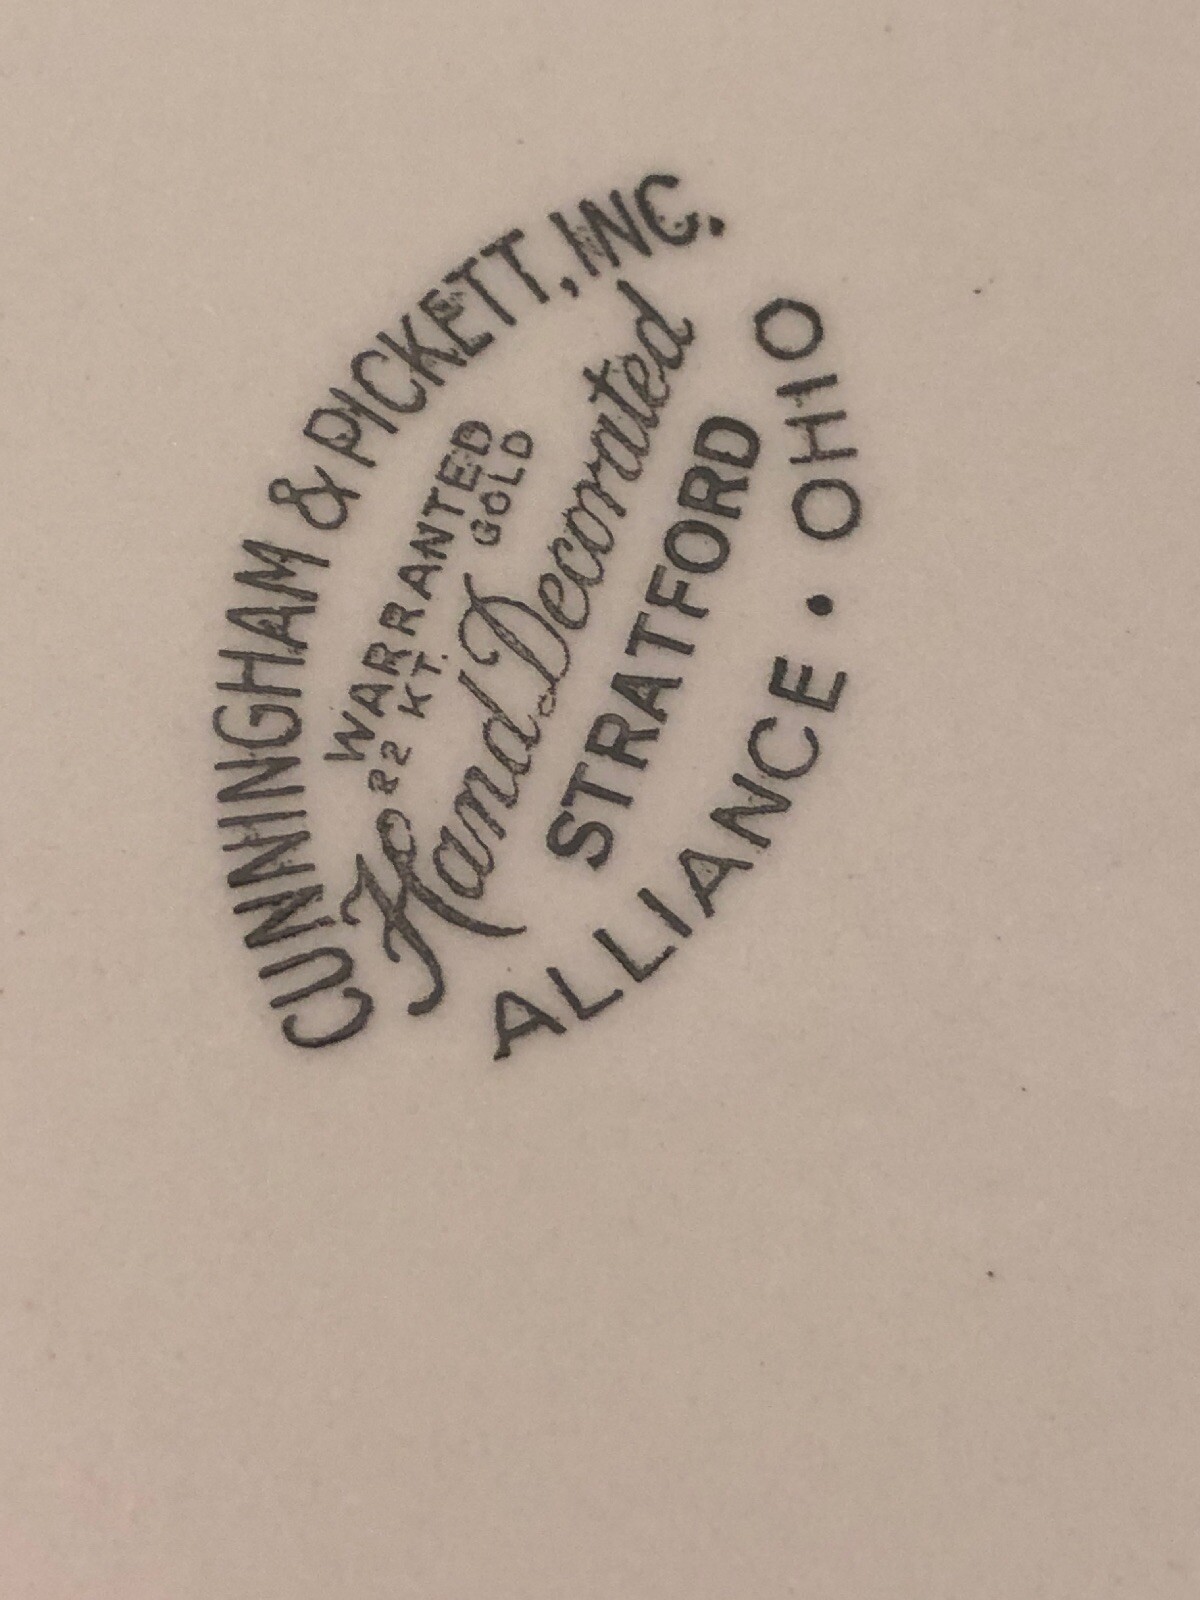 CUNNINGHAM & PICKETT, INC.
WARRANTED
22 KT. GOLD
Hand Decorated
STRATFORD
ALLIANCE • OHIO